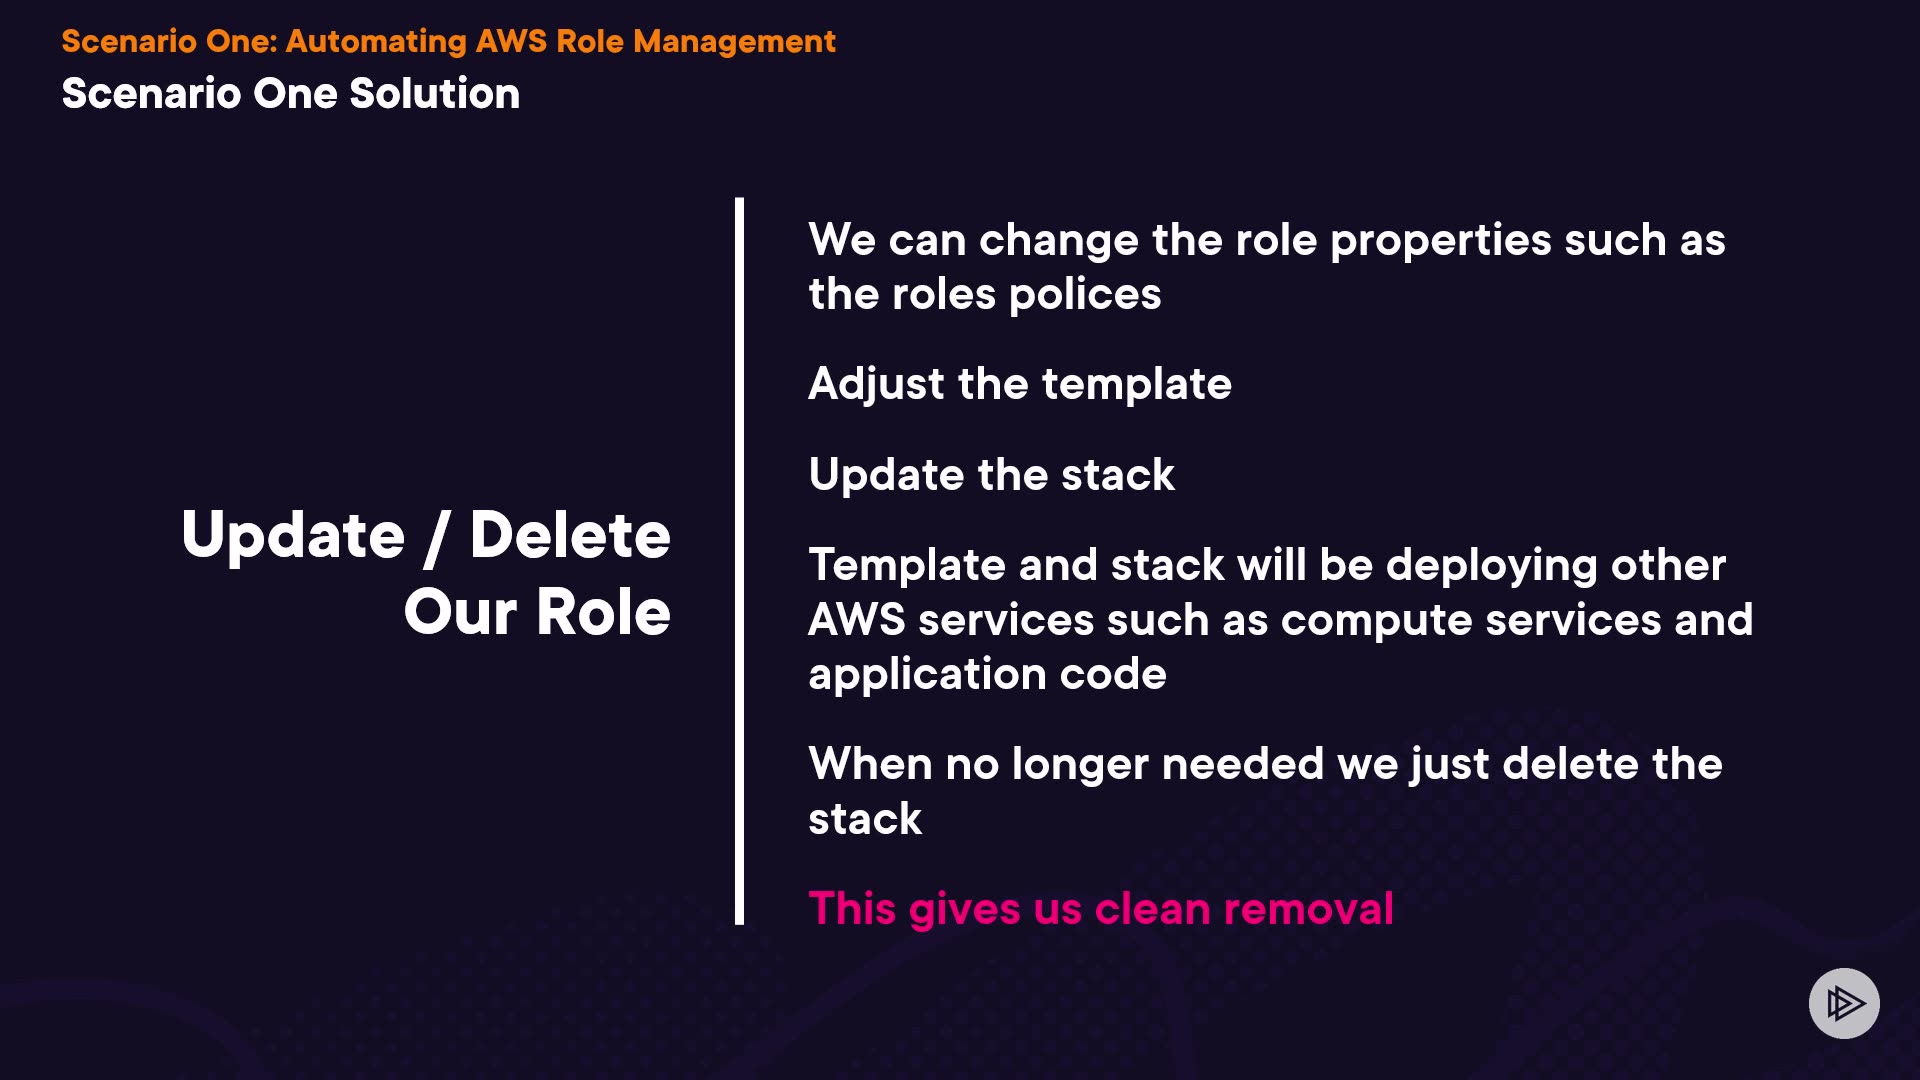 Scenario One: Automating AWS Role Management
Scenario One Solution
Update / Delete
Our Role
We can change the role properties such as
the roles polices
Adjust the template
Update the stack
Template and stack will be deploying other
AWS services such as compute services and
application code
When no longer needed we just delete the
stack
This gives us clean removal